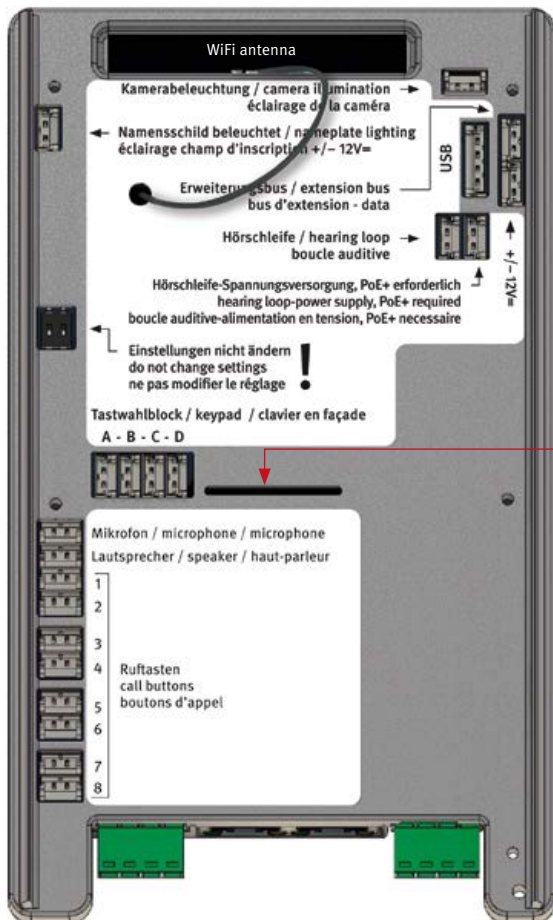 WiFi antenna
Kamerabeleuchtung / camera illumination
éclairage de la caméra
Namensschild beleuchtet / nameplate lighting
éclairage champ d'inscription +/– 12V=
USB
Erweiterungsbus / extension bus
bus d'extension - data
Hörschleife / hearing loop
boucle auditive
+/–12V=
Hörschleife-Spannungsversorgung, PoE+ erforderlich
hearing loop-power supply, PoE+ required
boucle auditive-alimentation en tension, PoE+ necessaire
Einstellungen nicht ändern
do not change settings
ne pas modifier le réglage
!
Tastwahlblock / keypad / clavier en façade
A - B - C - D
Mikrofon / microphone / microphone
Lautsprecher / speaker / haut-parleur
1
2
3
4
Ruftasten
call buttons
boutons d'appel
5
6
7
8